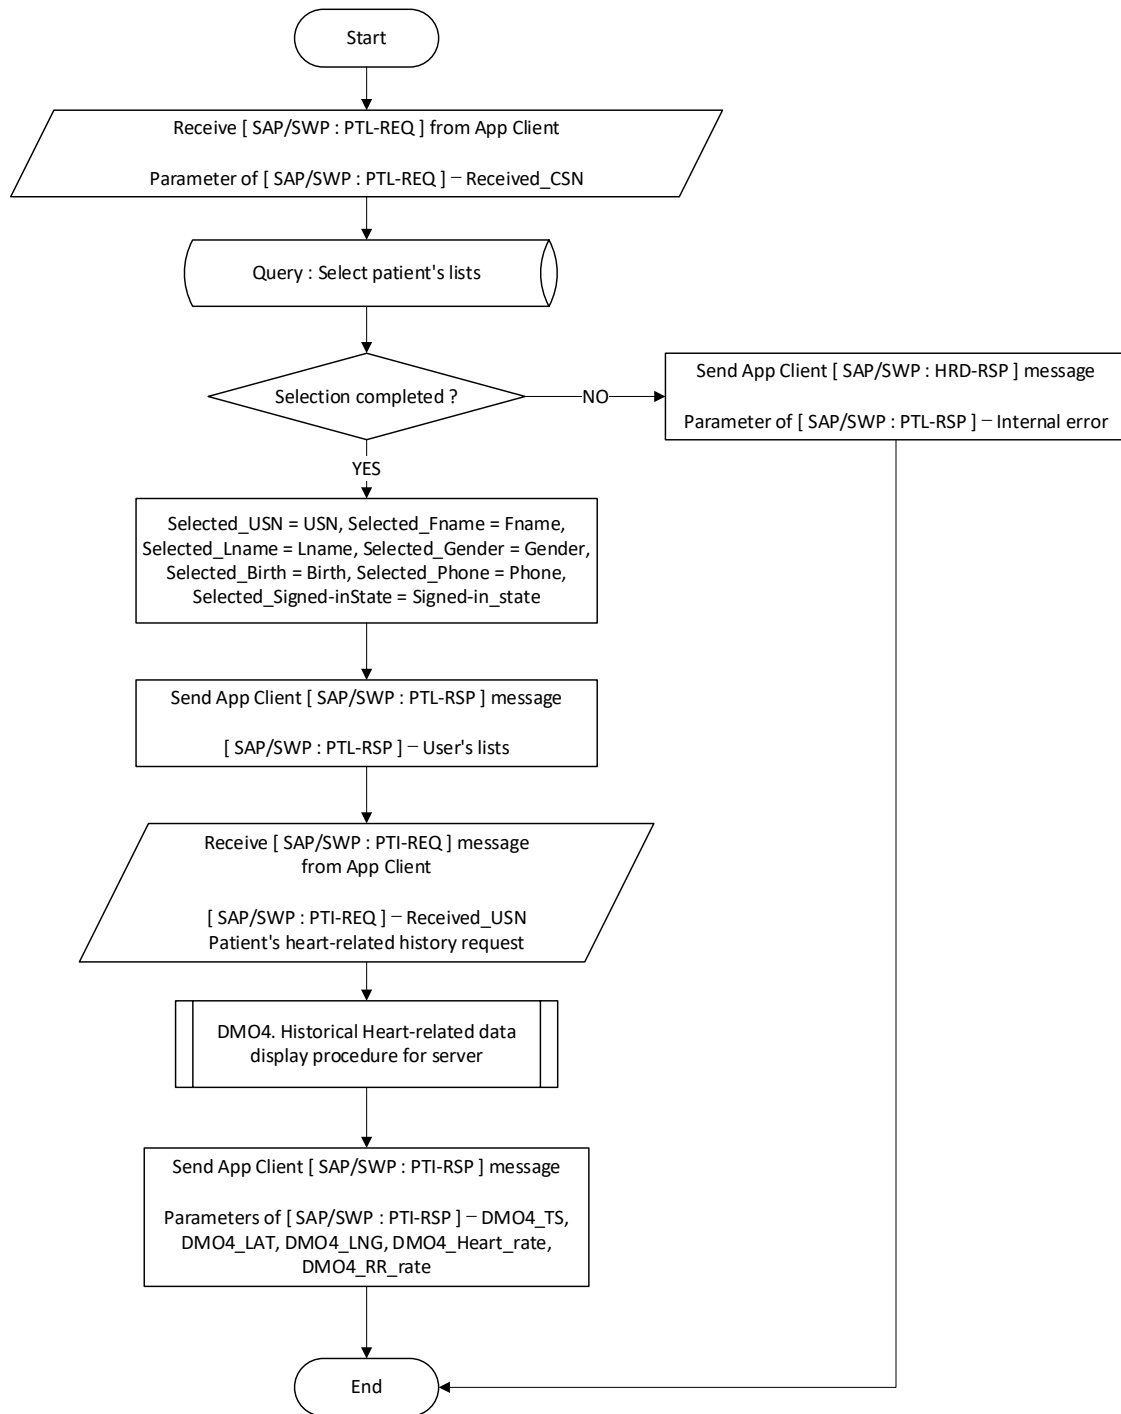 Start
Receive [ SAP/SWP : PTL-REQ ] from App Client
Parameter of [ SAP/SWP : PTL-REQ ] – Received_CSN
Query : Select patient's lists
Selection completed ?
NO
Send App Client [ SAP/SWP : HRD-RSP ] message
Parameter of [ SAP/SWP : PTL-RSP ] – Internal error
YES
Selected_USN = USN, Selected_Fname = Fname,
Selected_Lname = Lname, Selected_Gender = Gender,
Selected_Birth = Birth, Selected_Phone = Phone,
Selected_Signed-inState = Signed-in_state
Send App Client [ SAP/SWP : PTL-RSP ] message
[ SAP/SWP : PTL-RSP ] – User's lists
Receive [ SAP/SWP : PTI-REQ ] message
from App Client
[ SAP/SWP : PTI-REQ ] – Received_USN
Patient's heart-related history request
DMO4. Historical Heart-related data
display procedure for server
Send App Client [ SAP/SWP : PTI-RSP ] message
Parameters of [ SAP/SWP : PTI-RSP ] – DMO4_TS,
DMO4_LAT, DMO4_LNG, DMO4_Heart_rate,
DMO4_RR_rate
End